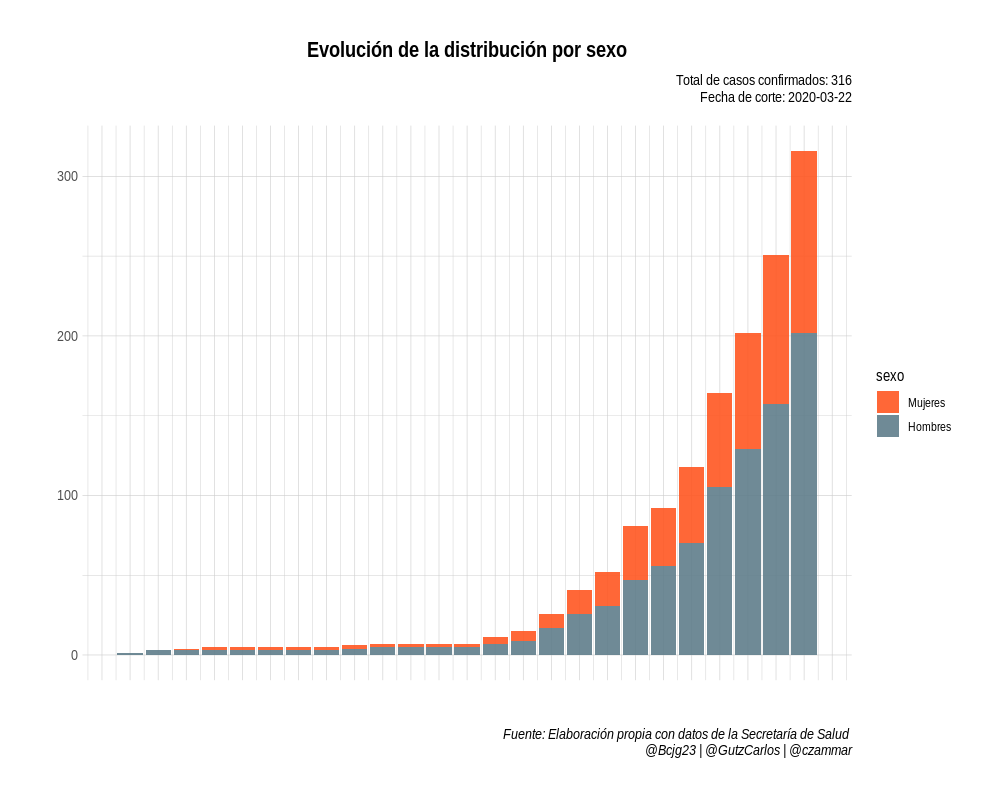 Evolución de la distribución por sexo
Total de casos confirmados: 316
Fecha de corte: 2020-03-22
300
200
100
0
sexo
Mujeres
Hombres
Fuente: Elaboración propia con datos de la Secretaría de Salud
@Bcjg23 | @GutzCarlos | @czammar